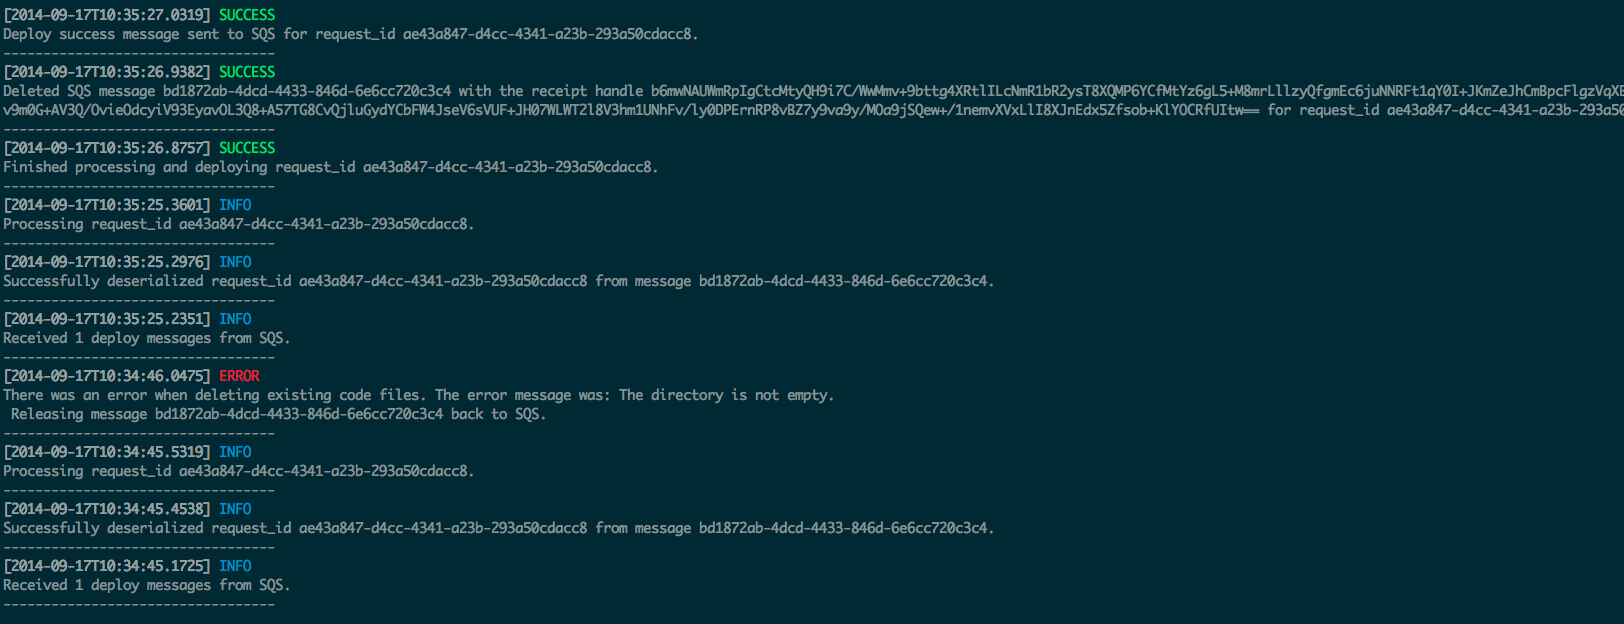 [2014-09-17T10:35:27.0319] SUCCESS
Deploy success message sent to SQS for request_id ae43a847-d4cc-4341-a23b-293a50cdacc8.
----------------------------------
[2014-09-17T10:35:26.9382] SUCCESS
Deleted SQS message bd1872ab-4dcd-4433-846d-6e6cc720c3c4 with the receipt handle b6mwNAUWmRpIgCtcMtyQH9i7C/WwMmv+9bttg4XRtlILcNmR1bR2ysT8XQMP6YCfMtYz6gL5+M8mrLllzyQfgmEc6juNNRFt1qY0I+JKmZeJhCmBpcFlgzVqXE
v9m0G+AV3Q/OvieOdcyiV93EyavOL3Q8+A57TG8CvQjluGydYCbFW4JseV6sVUF+JH07WLWT2l8V3hm1UNhFv/ly0DPErnRP8vBZ7y9va9y/MOa9jSQew+/1nemvXVxLlI8XJnEdx5Zfsob+KlYOCRfUItw== for request_id ae43a847-d4cc-4341-a23b-293a50
----------------------------------
[2014-09-17T10:35:26.8757] SUCCESS
Finished processing and deploying request_id ae43a847-d4cc-4341-a23b-293a50cdacc8.
----------------------------------
[2014-09-17T10:35:25.3601] INFO
Processing request_id ae43a847-d4cc-4341-a23b-293a50cdacc8.
----------------------------------
[2014-09-17T10:35:25.2976] INFO
Successfully deserialized request_id ae43a847-d4cc-4341-a23b-293a50cdacc8 from message bd1872ab-4dcd-4433-846d-6e6cc720c3c4.
----------------------------------
[2014-09-17T10:35:25.2351] INFO
Received 1 deploy messages from SQS.
----------------------------------
[2014-09-17T10:34:46.0475] ERROR
There was an error when deleting existing code files. The error message was: The directory is not empty.
 Releasing message bd1872ab-4dcd-4433-846d-6e6cc720c3c4 back to SQS.
----------------------------------
[2014-09-17T10:34:45.5319] INFO
Processing request_id ae43a847-d4cc-4341-a23b-293a50cdacc8.
----------------------------------
[2014-09-17T10:34:45.4538] INFO
Successfully deserialized request_id ae43a847-d4cc-4341-a23b-293a50cdacc8 from message bd1872ab-4dcd-4433-846d-6e6cc720c3c4.
----------------------------------
[2014-09-17T10:34:45.1725] INFO
Received 1 deploy messages from SQS.
----------------------------------